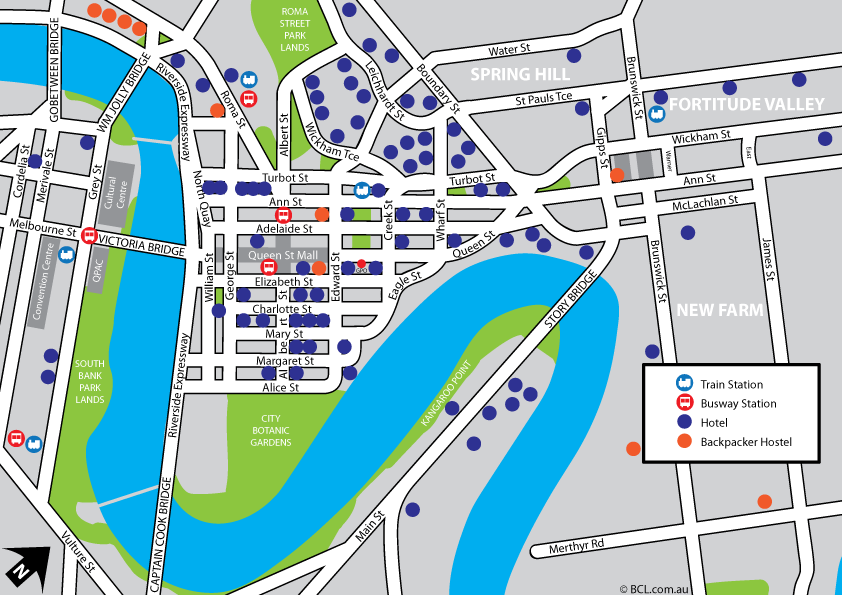 ROMA
STREET
PARK
LANDS
Water St
SPRING HILL
GOBETWEEN BRIDGE
WM JOLLY BRIDGE
Riverside Expressway
Roma St
Albert St
Leichhardt St
Boundary St
Brunswick St
St Pauls Tce
FORTITUDE VALLEY
Wickham Tce
Gipps St
Wickham St
Warner
East
Cordelia St
Merivale St
Grey St
Cultural
Centre
North Quay
Turbot St
Turbot St
Ann St
Ann St
McLachlan St
Adelaide St
Creek St
Wharf St
Melbourne St
VICTORIA BRIDGE
Queen St Mall
Queen St
Convention Centre
QPAC
William St
George St
Elizabeth St
Edward St
Eagle St
STORY BRIDGE
Brunswick St
James St
Charlotte St
NEW FARM
Mary St
Albert St
Margaret St
Alice St
Riverside Expressway
SOUTH
BANK
PARK
LANDS
CITY
BOTANIC
GARDENS
KANGAROO POINT
Train Station
Busway Station
Hotel
Backpacker Hostel
CAPTAIN COOK BRIDGE
Main St
Vulture St
Merthyr Rd
N
© BCL.com.au